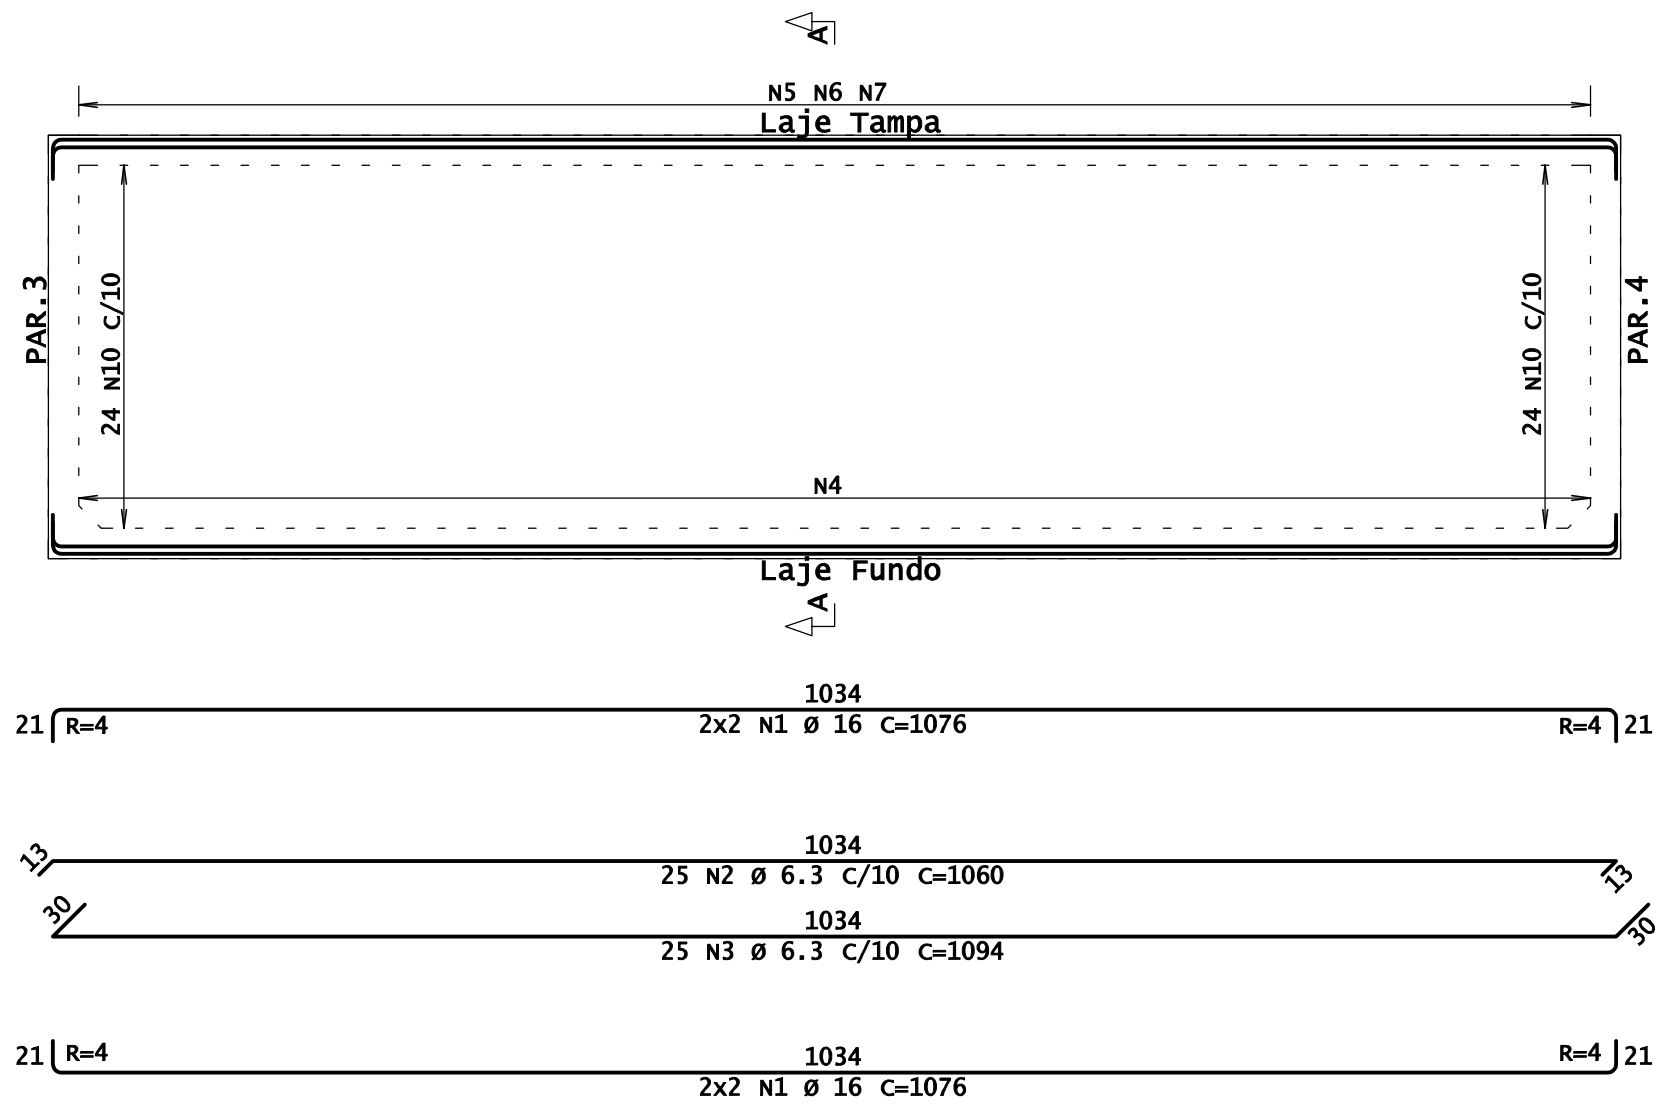 A
N5 N6 N7
Laje Tampa
PAR.3
24 N10 C/10
24 N10 C/10
PAR.4
N4
Laje Fundo
A
1034
21
R=4
2x2 N1 Ø 16 C=1076
R=4
21
13
1034
25 N2 Ø 6.3 C/10 C=1060
13
30
1034
25 N3 Ø 6.3 C/10 C=1094
30
21
R=4
1034
R=4
21
2x2 N1 Ø 16 C=1076